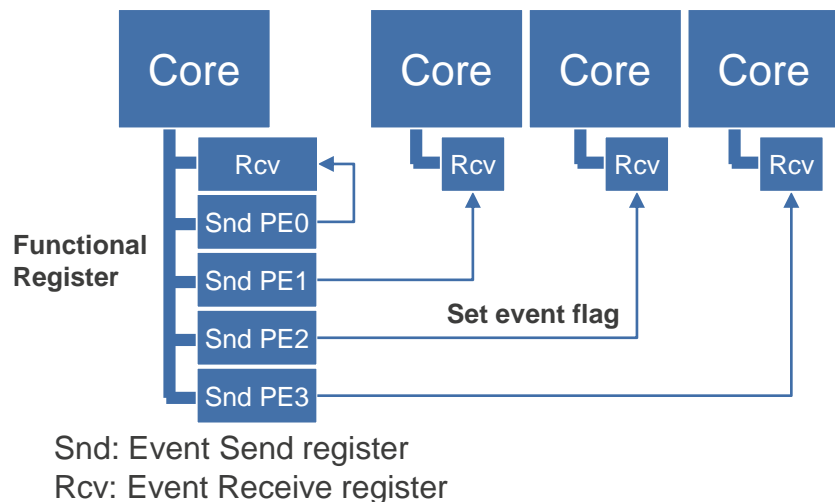 Core
Core
Core
Core
Rcv
Rcv
Rcv
Rcv
Snd PE0
Functional
Register
Snd PE1
Set event flag
Snd PE2
Snd PE3
Snd: Event Send register
Rcv: Event Receive register